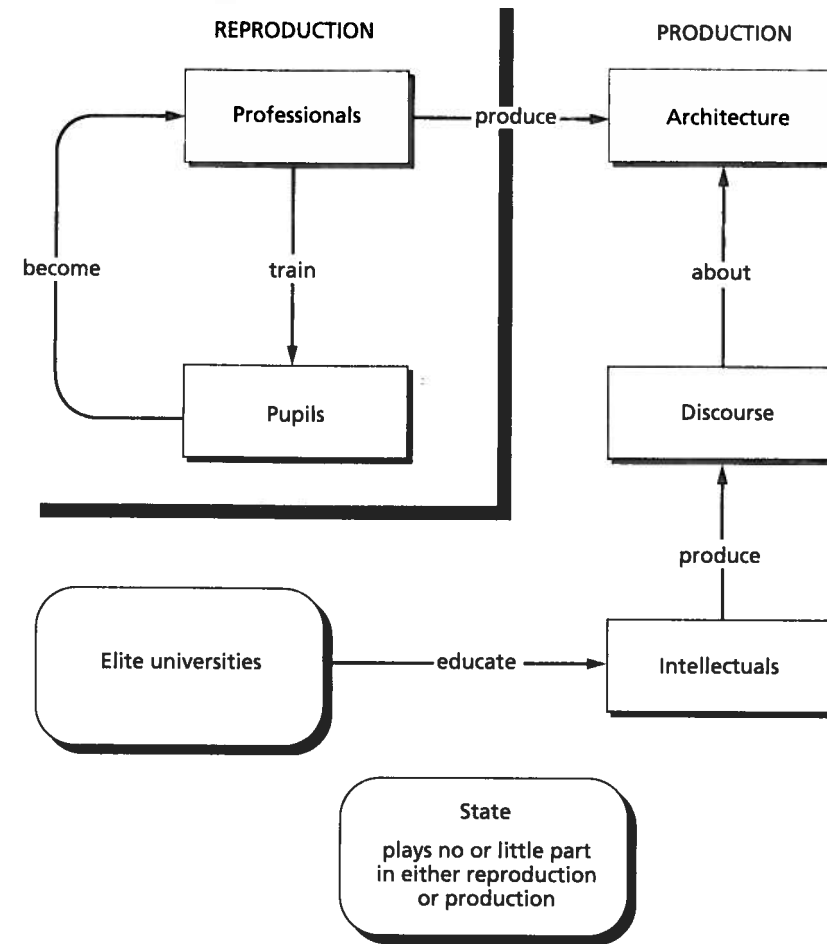 REPRODUCTION
PRODUCTION
Professionals
produce
Architecture
become
train
about
Pupils
Discourse
produce
Elite universities
educate
Intellectuals
State
plays no or little part
in either reproduction
or production